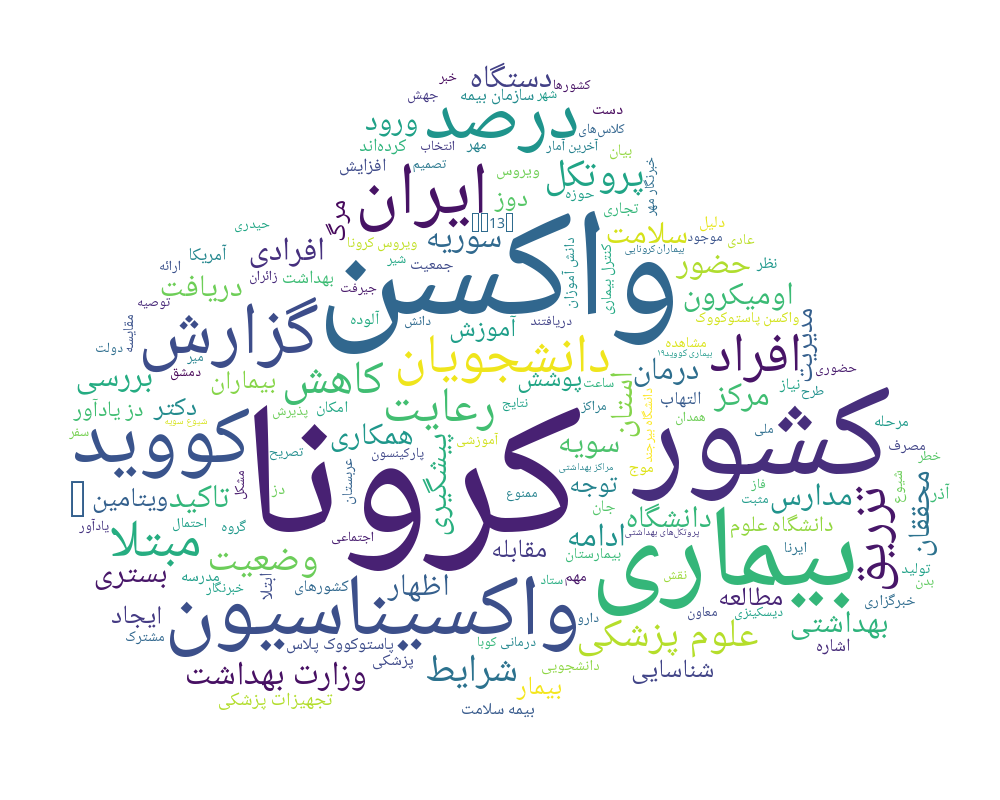 خبر
دستگاه
کشورها
جهش
سازمان بیمه
شهر
دست
ورود
درصد
کلاس‌های
کرده‌اند
انتخاب
مهر
آخرین آمار
بیان
افزایش
تصمیم
ویروس
پروتکل
خبرنگار مهر
ایران
دوز
حوزه
تجاری
مرگ
13
دلیل
حیدری
افرادی
ویروس کرونا
سوریه
واکسن
دانش آموزان
بیماران کرونایی
سلامت
موجود
عادی
آمریکا
شیر
جمعیت
کنترل بیماری
حضور
نظر
ارائه
زائران
بهداشت
جیرفت
دریافت
اومیکرون
توصیه
گزارش
آلوده
دانش
آموزش
دریافتند
واکسن پاستوکووک
مقایسه
دولت
میر
دمشق
دانشجویان
مشاهده
بیماری کووید۱۹
افراد
مدیریت
حضوری
بررسی
بیماران
کاهش
پوشش
ساعت
درمان
استان
التهاب
مرکز
نیاز
طرح
دز یادآور
دکتر
پذیرش
امکان
رعایت
نتایج
مراکز
دانشگاه بیرجند
همدان
مرحله
سفر
کووید
شیوع سویه
همکاری
آموزشی
سویه
ملی
کشور
مصرف
خطر
تصریح
پارکینسون
پیشگیری
مراکز بهداشتی
موج
مشکل
عربستان
کرونا
توجه
فاز
شیوع
ویتامین
تاکید
دز
ممنوع
جان
مثبت
مدارس
تزریق
محققان
آذر
یادآور
احتمال
گروه
اجتماعی
دانشگاه
دانشگاه علوم
پروتکل‌های بهداشتی
مبتلا
وضعیت
مقابله
ادامه
بیمارستان
بیماری
ایرنا
بستری
مدرسه
خبرنگار
ابتلا
کشورهای
اظهار
ستاد
مهم
نقش
تولید
بدن
ایجاد
واکسیناسیون
دارو
مطالعه
دیسکینزی
خبرگزاری
مشترک
معاون
علوم پزشکی
بهداشتی
پاستوکووک پلاس
درمانی کوبا
اشاره
وزارت بهداشت
پزشکی
شرایط
دانشجویی
شناسایی
تجهیزات پزشکی
بیمار
بیمه سلامت